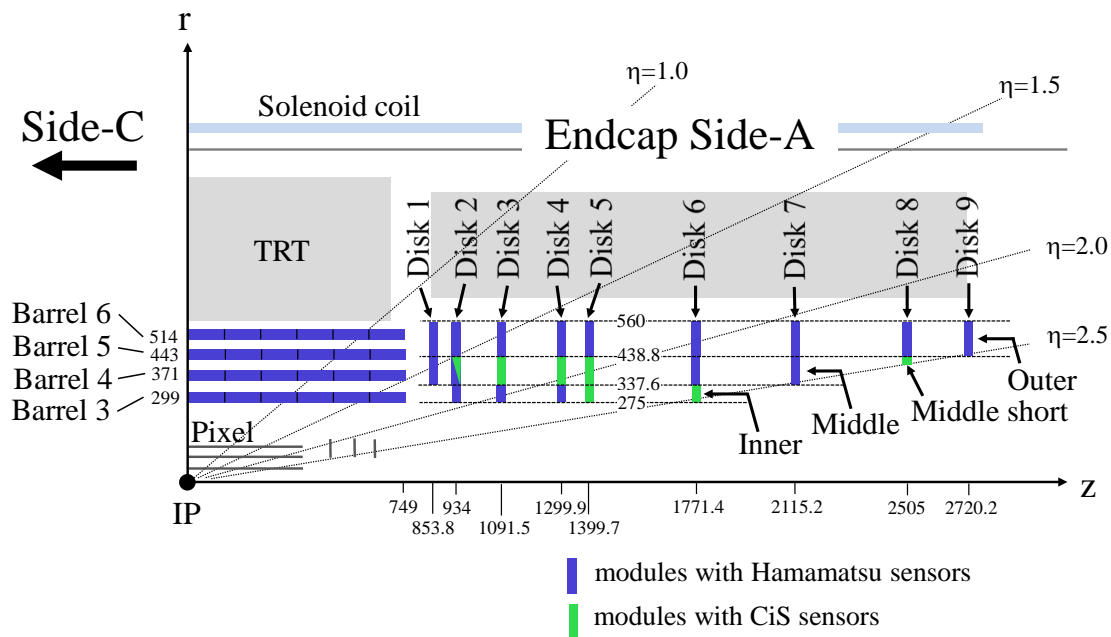 r
η=1.0
η=1.5
Solenoid coil
Side-C
Endcap Side-A
TRT
Disk 1
Disk 2
Disk 3
Disk 4
Disk 5
Disk 6
Disk 7
Disk 8
Disk 9
η=2.0
η=2.5
Barrel 6
514
Barrel 5
443
Barrel 4
371
Barrel 3
299
560
438.8
337.6
275
Outer
Middle short
Middle
Inner
Pixel
IP
z
749
853.8
934
1091.5
1299.9
1399.7
1771.4
2115.2
2505
2720.2
modules with Hamamatsu sensors
modules with CiS sensors